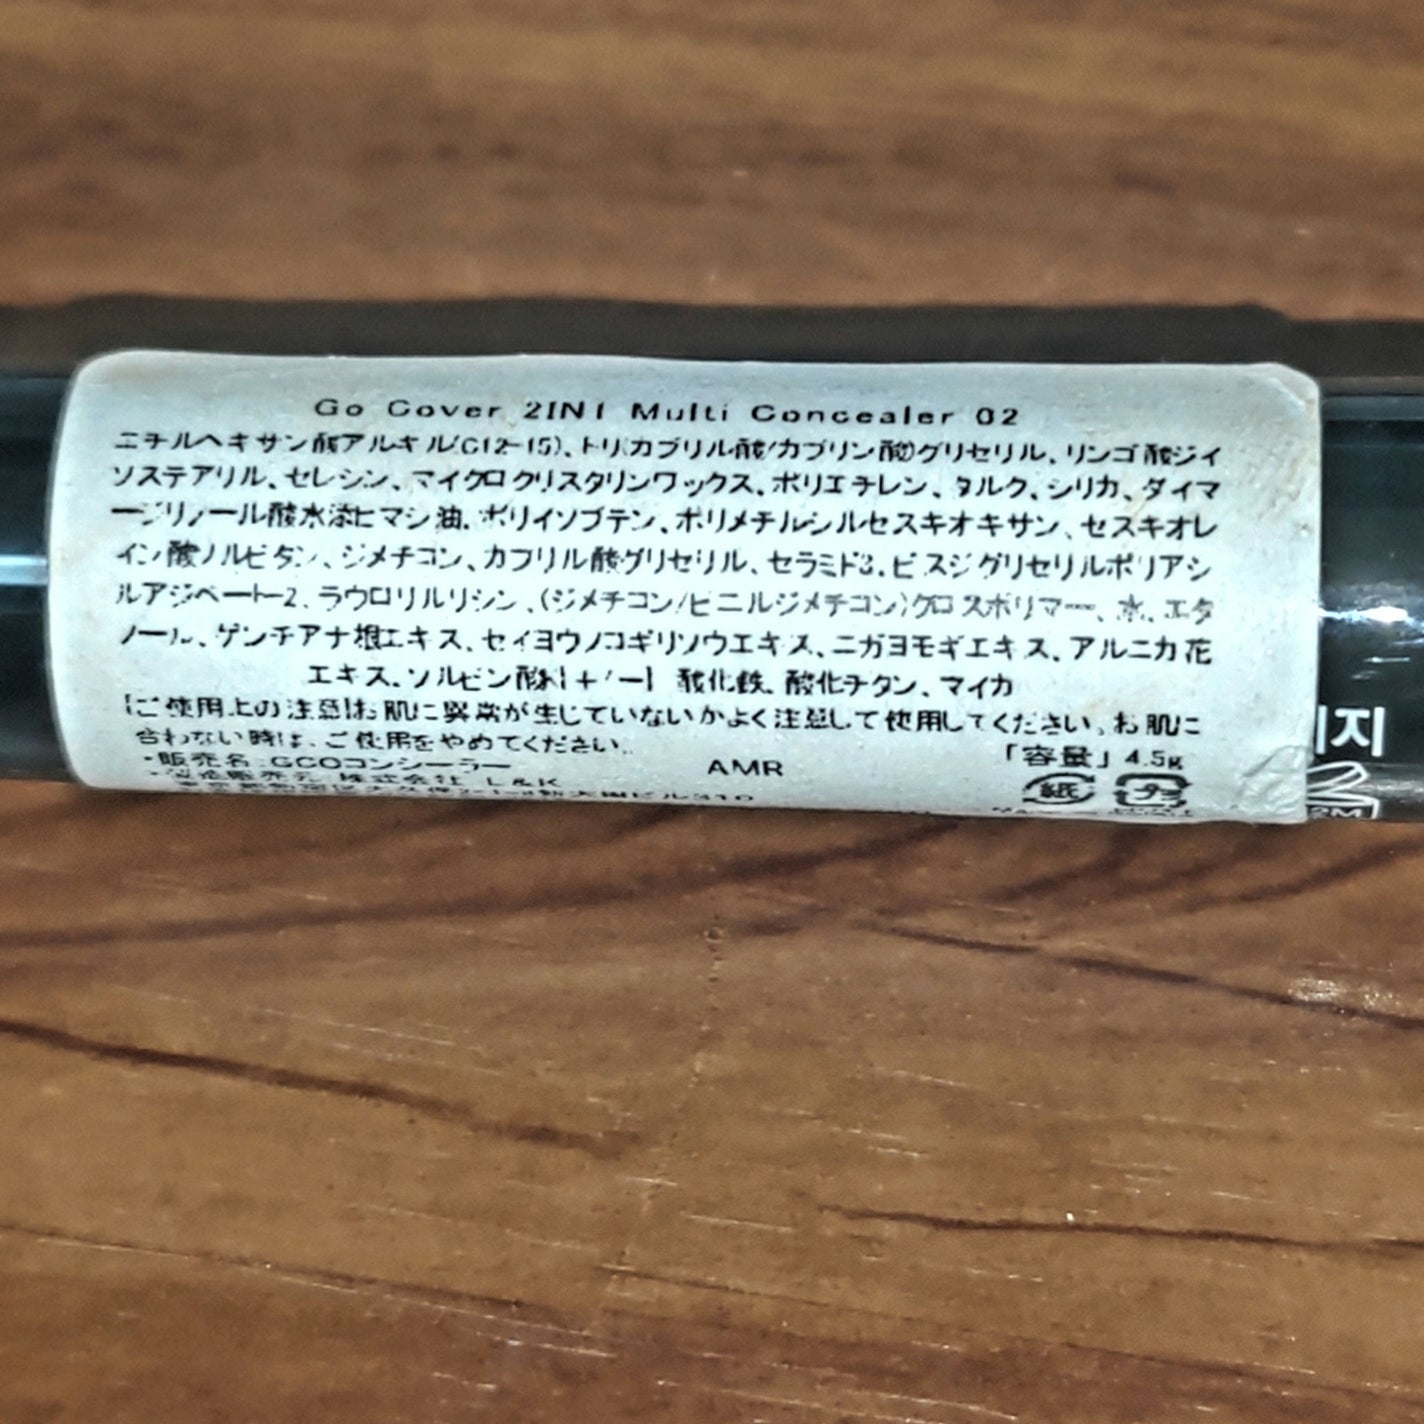 Go Cover 2IN1 Multi Concealer 02
エチルヘキサン酸アルキル(C12-15)、トリ(カプリル酸/カプリン酸)グリセリル、リンゴ酸ジイ
ソステアリル、セレシン、マイクロクリスタリンワックス、ポリエチレン、タルク、シリカ、ダイマ
ージリノール酸水添ヒマシ油、ポリイソブテン、ポリメチルシルセスキオキサン、セスキオレ
イン酸ソルビタン、ジメチコン、カプリル酸グリセリル、セラミド3、ビスジグリセリルポリアシ
ルアジペート-2、ラウロリルリシン、(ジメチコン/ビニルジメチコン)クロスポリマー、水、エタ
ノール、ゲンチアナ根エキス、セイヨウノコギリソウエキス、ニガヨモギエキス、アルニカ花
エキス、ソルビン酸K[+/-] 酸化鉄、酸化チタン、マイカ
【ご使用上の注意】お肌に異常が生じていないかよく注意して使用してください。お肌に
合わない時は、ご使用をやめてください。
「容量」4.5g
・販売名:GCOコンシーラー
AMR
・製造販売元:株式会社 L&K
紙 プラ
지